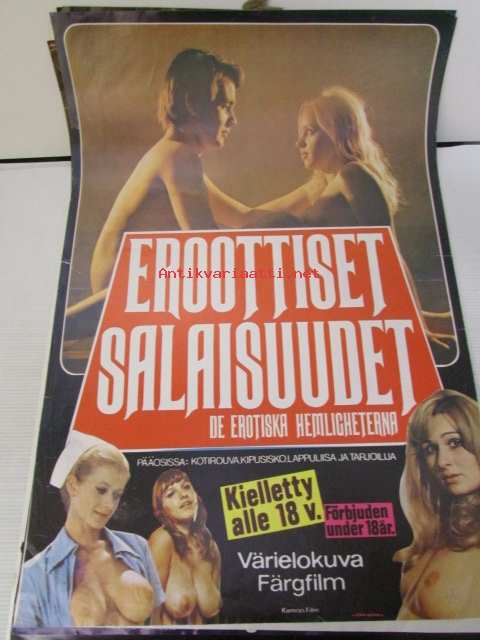 EROOTTISET
Antikvariaatti.net
SALAISUUDET
DE EROTISKA HEMLIGHETERNA
PÄÄOSISSA: KOTIROUVA, KIPUSISKO, LAPPULIISA JA TARJOILIJA
Kielletty
alle 18 v.
Förbjuden
under 18 år.
Värielokuva
Färgfilm